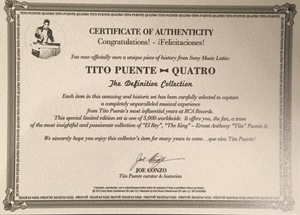 CERTIFICATE OF AUTHENTICITY
Congratulations! - ¡Felicitaciones!
You now officially own a unique piece of history from Sony Music Latin:
TITO PUENTE QUATRO
The Definitive Collection
Each item in this amazing and historic set has been carefully selected to capture
a completely unparalleled musical experience
from Tito Puente's most influential years at RCA Records.
This special limited edition set is one of 5,000 worldwide. It offers you, the fan, a trove
of the most insightful and passionate collection of "El Rey", "The King" – Ernest Anthony "Tito" Puente Jr.
We sincerely hope you enjoy this collector's item for many years to come...que viva Tito Puente!
JOE CONZO
Tito Puente curator & historian